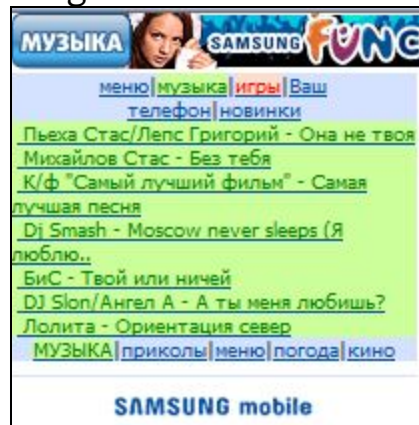 МУЗЫКА SAMSUNG FUNC
меню|музыка|игры|Ваш
телефон|новинки
Пьеха Стас/Лепс Григорий - Она не твоя
Михайлов Стас - Без тебя
К/ф "Самый лучший фильм" - Самая
лучшая песня
Dj Smash - Moscow never sleeps (Я
люблю..
БиС - Твой или ничей
DJ Slon/Ангел А - А ты меня любишь?
Лолита - Ориентация север
МУЗЫКА|приколы|меню|погода|кино
SAMSUNG mobile